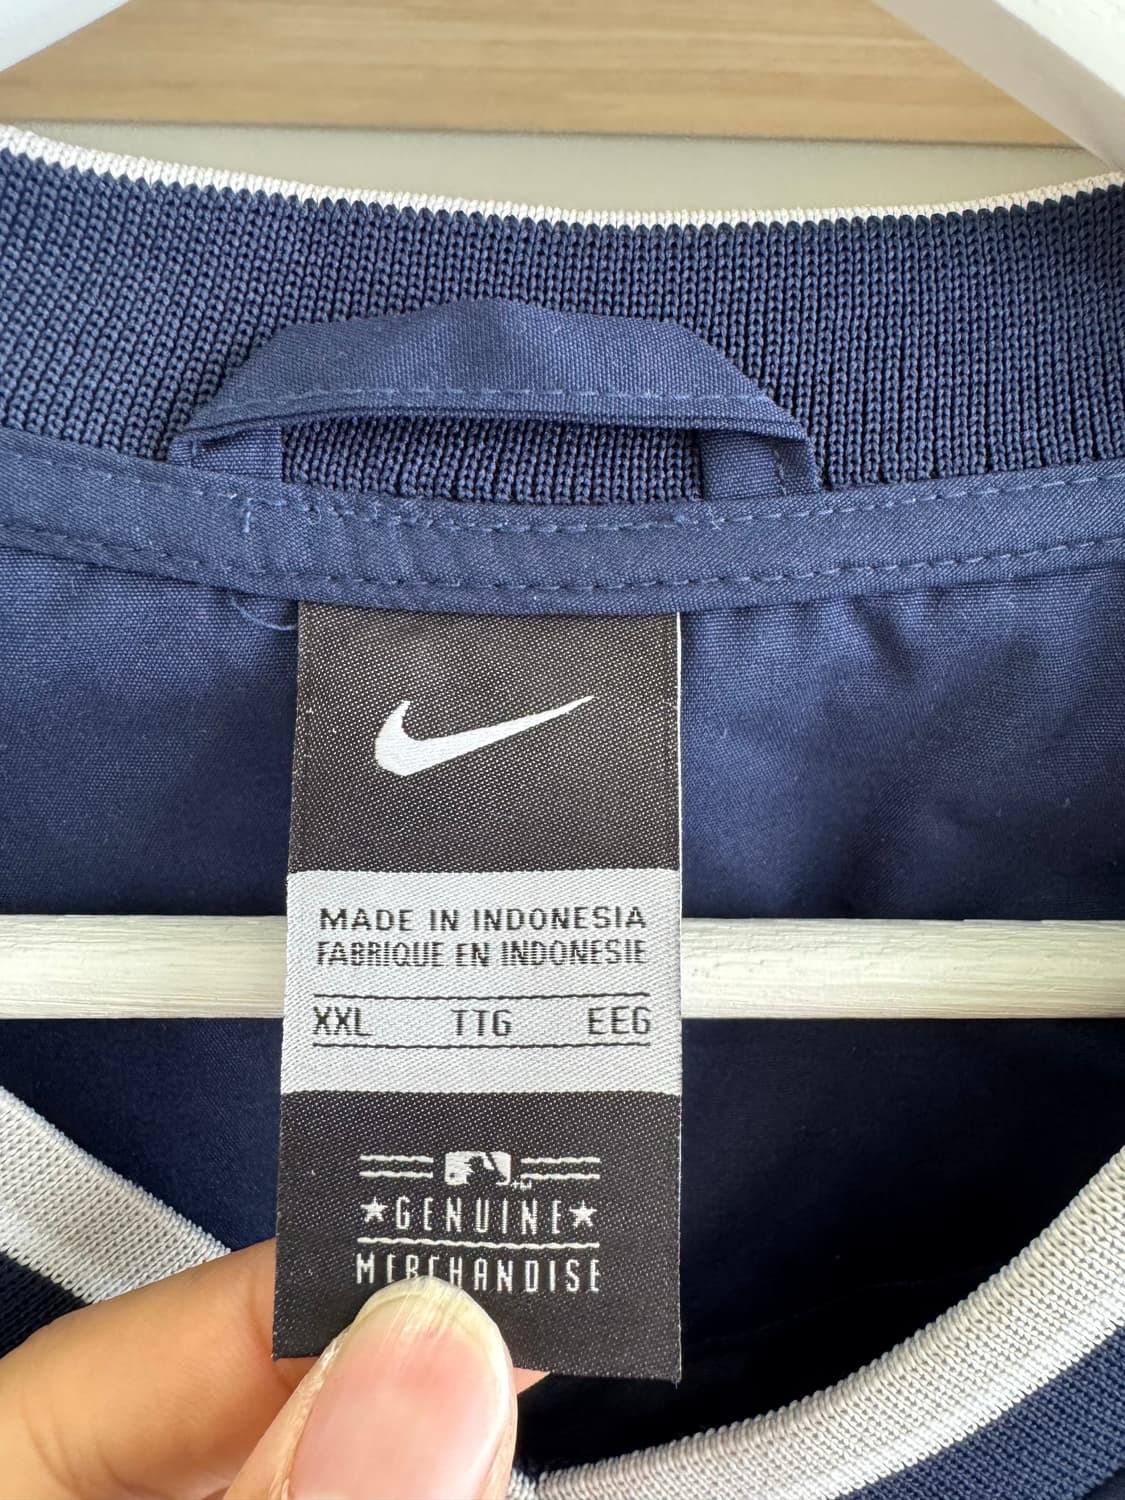 MADE IN INDONESIA
FABRIQUE EN INDONESIE
XXL TTG EEG
GENUINE
MERCHANDISE